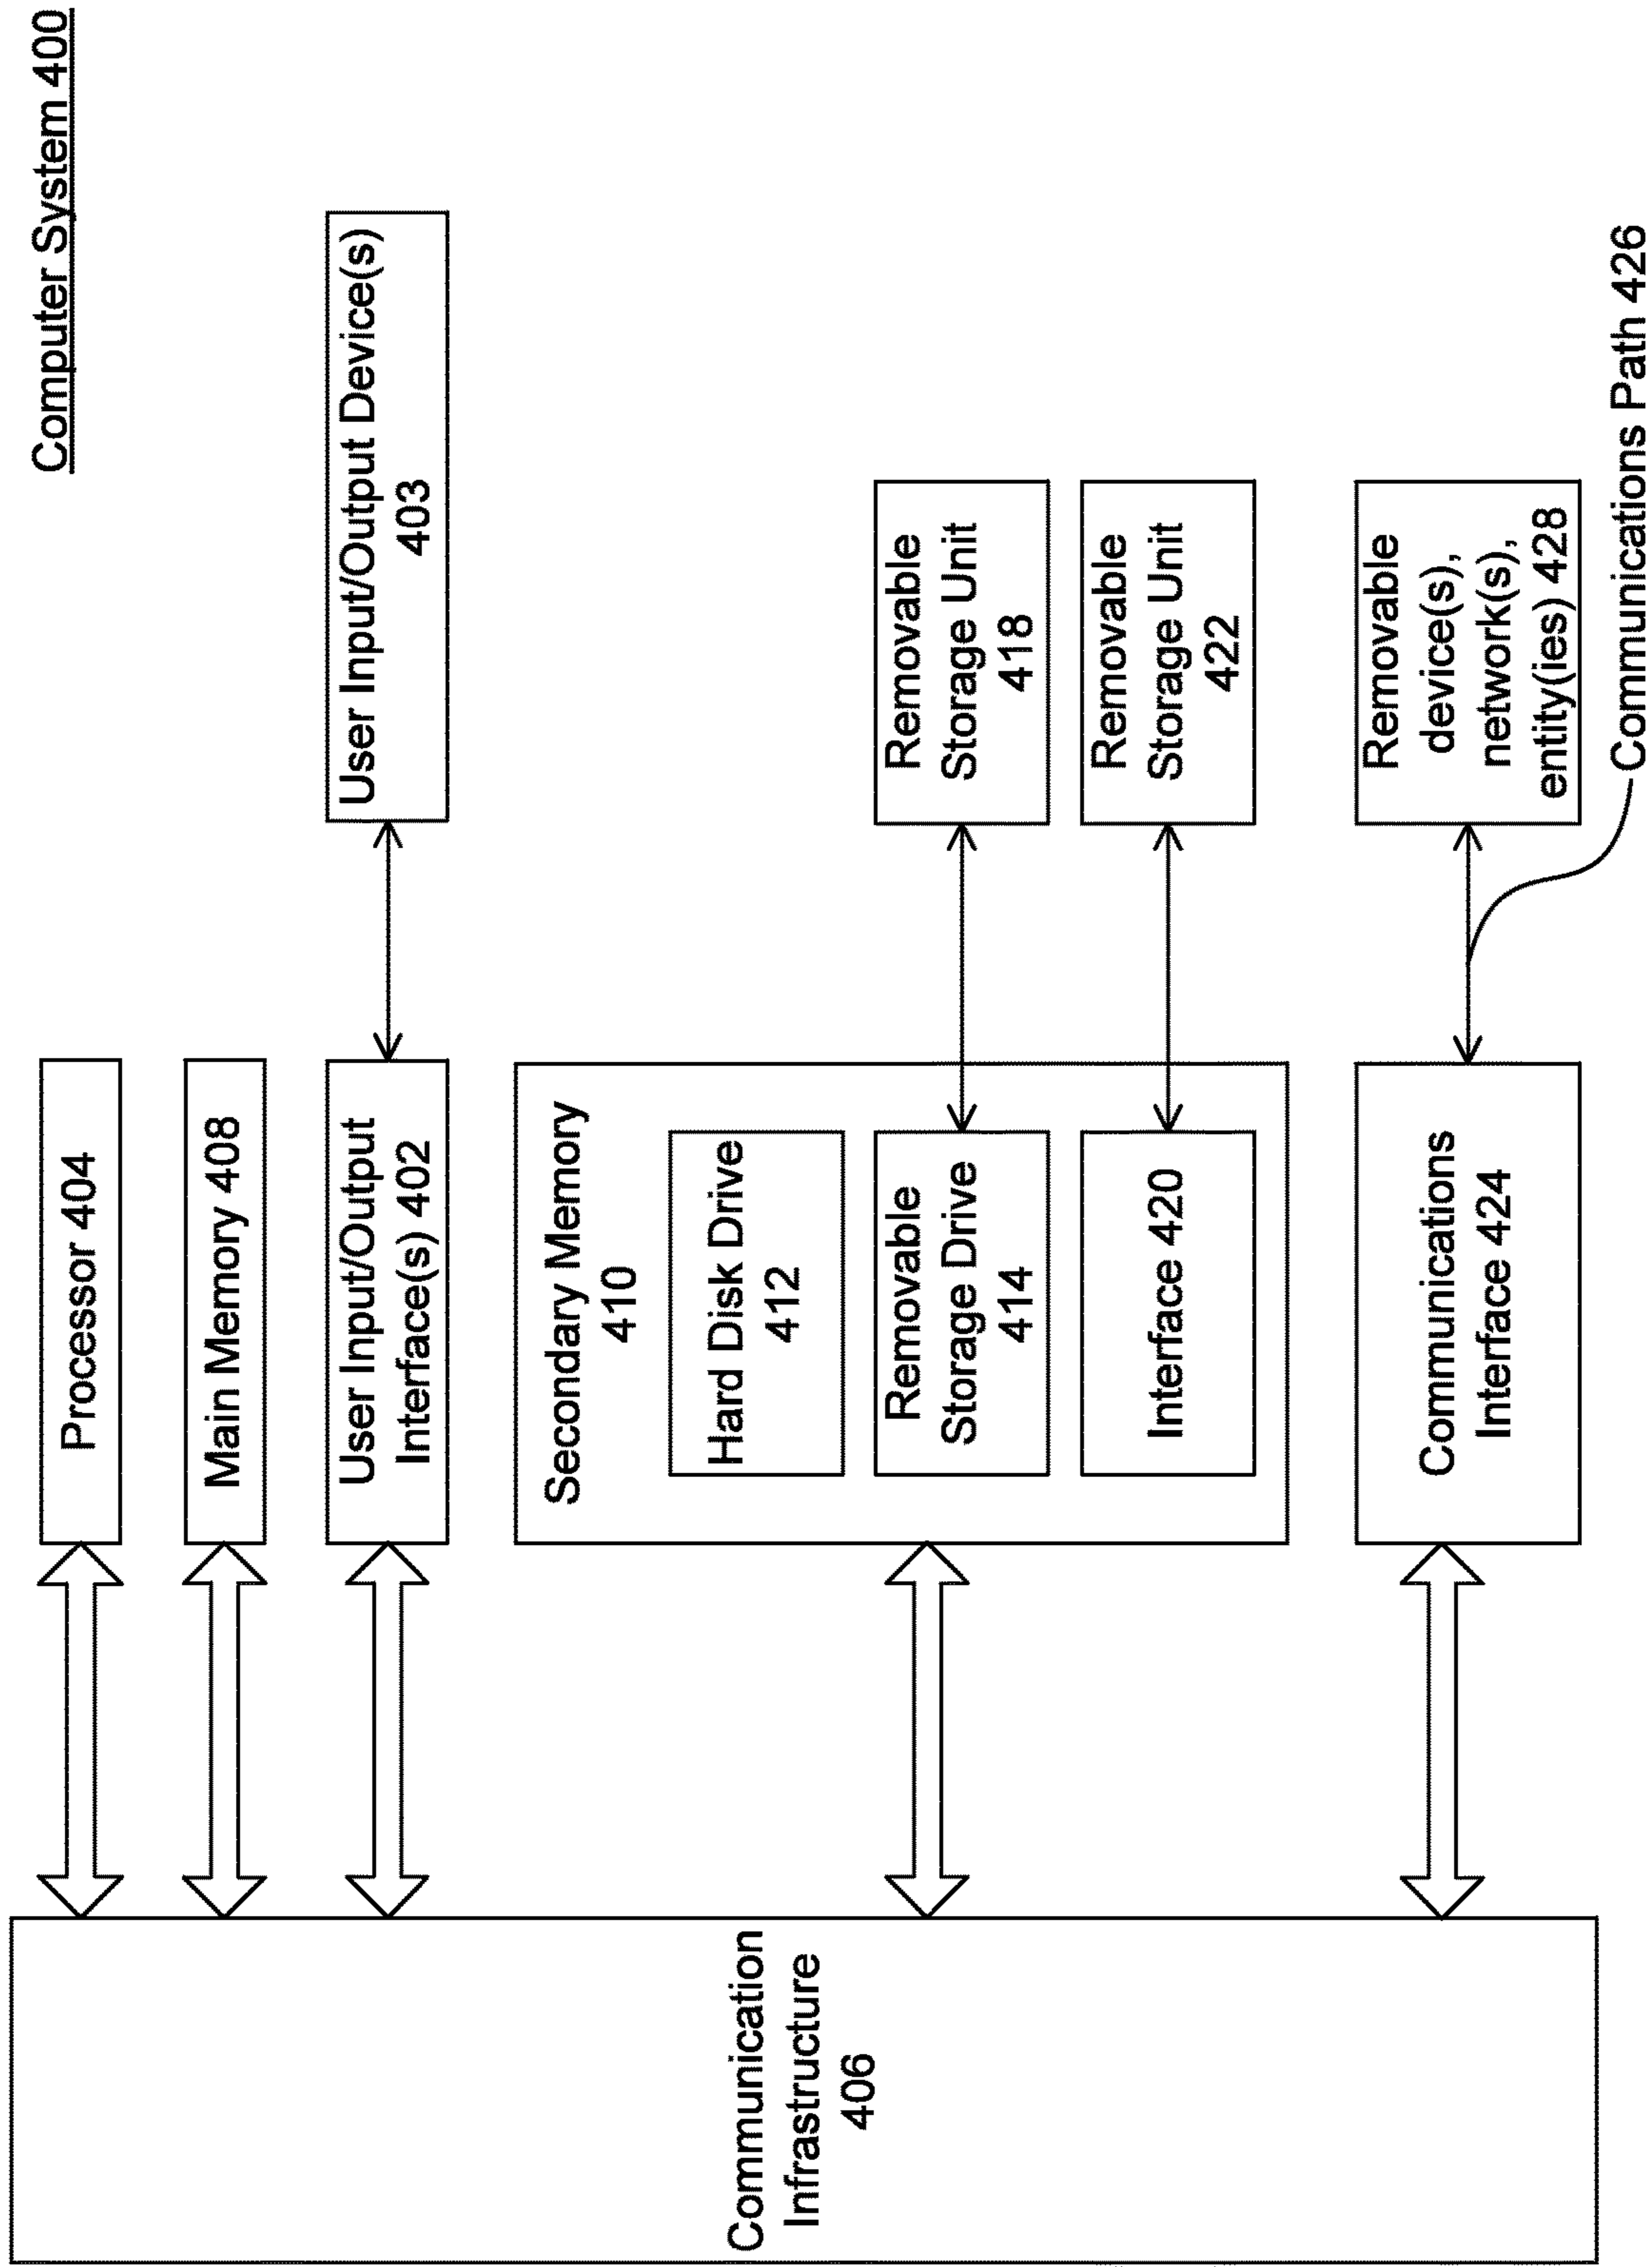 Computer System 400
Processor 404
Main Memory 408
User Input/Output
Interface(s) 402
User Input/Output Device(s)
403
Secondary Memory
410
Hard Disk Drive
412
Removable
Storage Drive
414
Removable
Storage Unit
418
Interface 420
Removable
Storage Unit
422
Communications
Interface 424
Removable
device(s),
network(s),
entity(ies) 428
Communications Path 426
Communication
Infrastructure
406